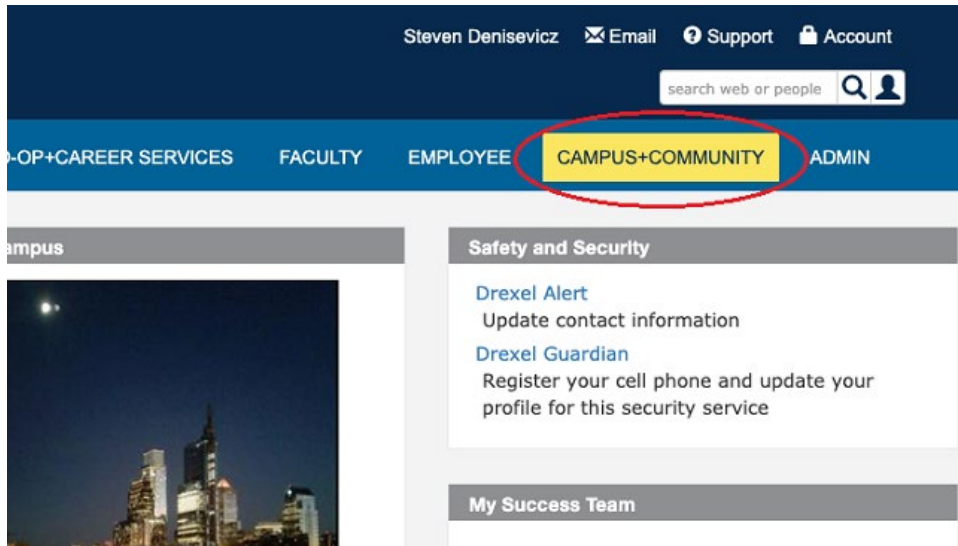 Steven Denisevicz Email Support Account
search web or people
O-OP+CAREER SERVICES FACULTY EMPLOYEE CAMPUS+COMMUNITY ADMIN
ampus
Safety and Security
Drexel Alert
Update contact information
Drexel Guardian
Register your cell phone and update your
profile for this security service
My Success Team